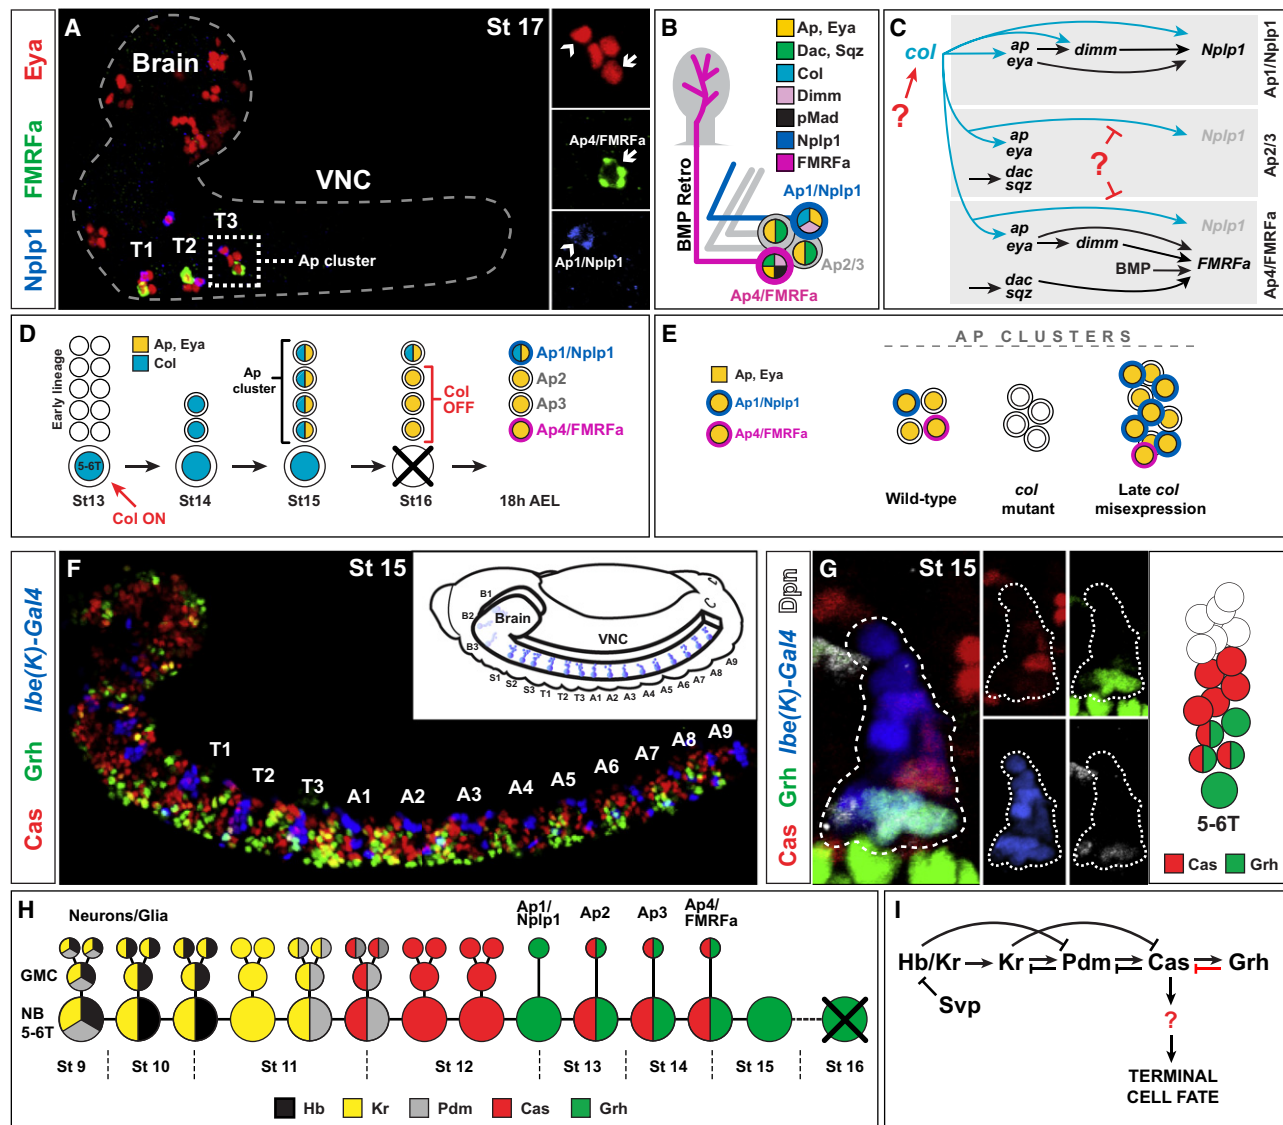 A
St 17
Eya
FMRFa
Nplp1
Brain
VNC
T1
T2
T3
Ap cluster
Ap4/FMRFa
Ap1/Nplp1
B
Ap, Eya
Dac, Sqz
Col
Dimm
pMad
Nplp1
FMRFa
BMP Retro
Ap1/Nplp1
Ap2/3
Ap4/FMRFa
C
col
?
ap
eya
dimm
Nplp1
Ap1/Nplp1
ap
eya
dac
sqz
?
Nplp1
Ap2/3
ap
eya
dimm
BMP
dac
sqz
Nplp1
FMRFa
Ap4/FMRFa
D
Early lineage
Ap, Eya
Col
Ap
cluster
Col
OFF
Ap1/Nplp1
Ap2
Ap3
Ap4/FMRFa
5-6T
St13
St14
St15
St16
18h AEL
Col ON
E
AP CLUSTERS
Ap, Eya
Ap1/Nplp1
Ap4/FMRFa
Wild-type
col
mutant
Late col
misexpression
F
St 15
Cas Grh lbe(K)-Gal4
T1
T2
T3
A1
A2
A3
A4
A5
A6
A7
A8
A9
B1
B2
B3
Brain
VNC
S1
S2
S3
T1
T2
T3
A1
A2
A3
A4
A5
A6
A7
A8
A9
G
St 15
Cas Grh lbe(K)-Gal4 Dpn
5-6T
Cas
Grh
H
Neurons/Glia
GMC
NB
5-6T
Ap1/
Nplp1
Ap2
Ap3
Ap4/
FMRFa
St 9
St 10
St 11
St 12
St 13
St 14
St 15
St 16
Hb
Kr
Pdm
Cas
Grh
I
Hb/Kr
Kr
Pdm
Cas
Grh
Svp
?
TERMINAL
CELL FATE